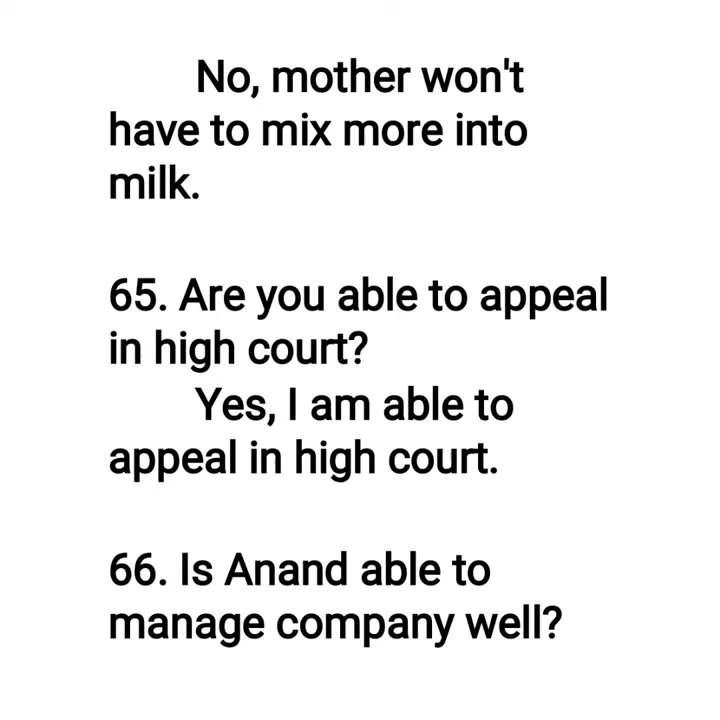 No, mother won't
have to mix more into
milk.
65. Are you able to appeal
in high court?
Yes, I am able to
appeal in high court.
66. Is Anand able to
manage company well?